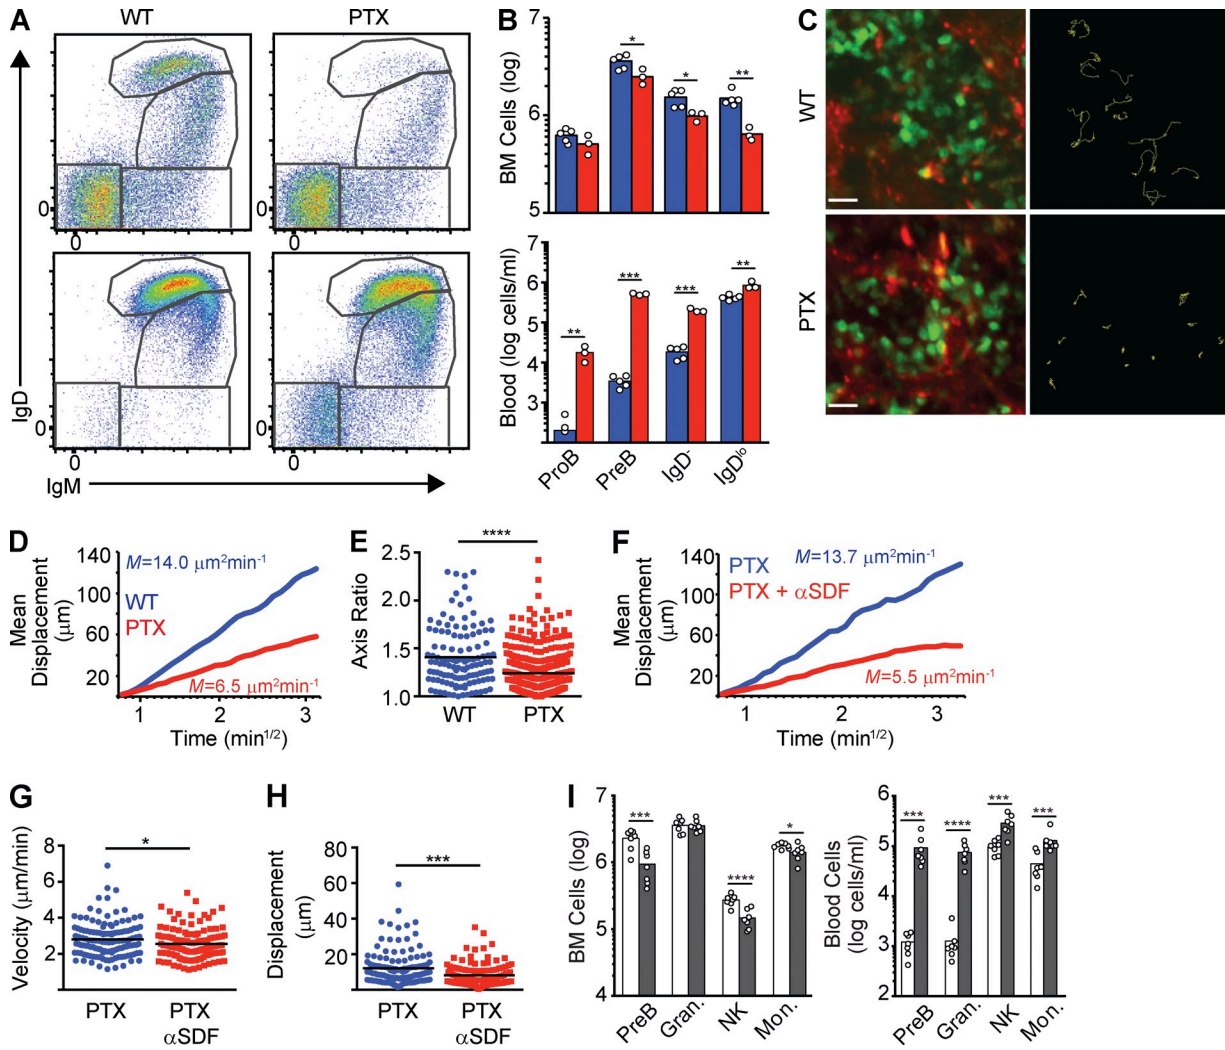 A
WT
PTX
0
0
0
0
0
0
0
0
IgD
IgM
B
BM Cells (log)
7
6
5
*
*
**
Blood (log cells/ml)
7
6
5
4
3
**
***
***
**
ProB
PreB
IgD-
IgDlo
C
WT
PTX
D
Mean
Displacement
(µm)
140
100
60
20
M=14.0 µm²min⁻¹
WT
PTX
M=6.5 µm²min⁻¹
1 2 3
Time (min1/2)
E
Axis Ratio
2.5
2.0
1.5
1.0
****
WT PTX
F
Mean
Displacement
(µm)
140
100
60
20
PTX
M=13.7 µm²min⁻¹
PTX + αSDF
M=5.5 µm²min⁻¹
1 2 3
Time (min1/2)
G
Velocity (µm/min)
8
6
4
2
*
PTX PTX
αSDF
H
Displacement
(µm)
80
60
40
20
***
PTX PTX
αSDF
I
BM Cells (log)
7
6
5
4
***
****
*
PreB
Gran.
NK
Mon.
Blood Cells
(log cells/ml)
6
5
3
2
***
****
***
***
PreB
Gran.
NK
Mon.